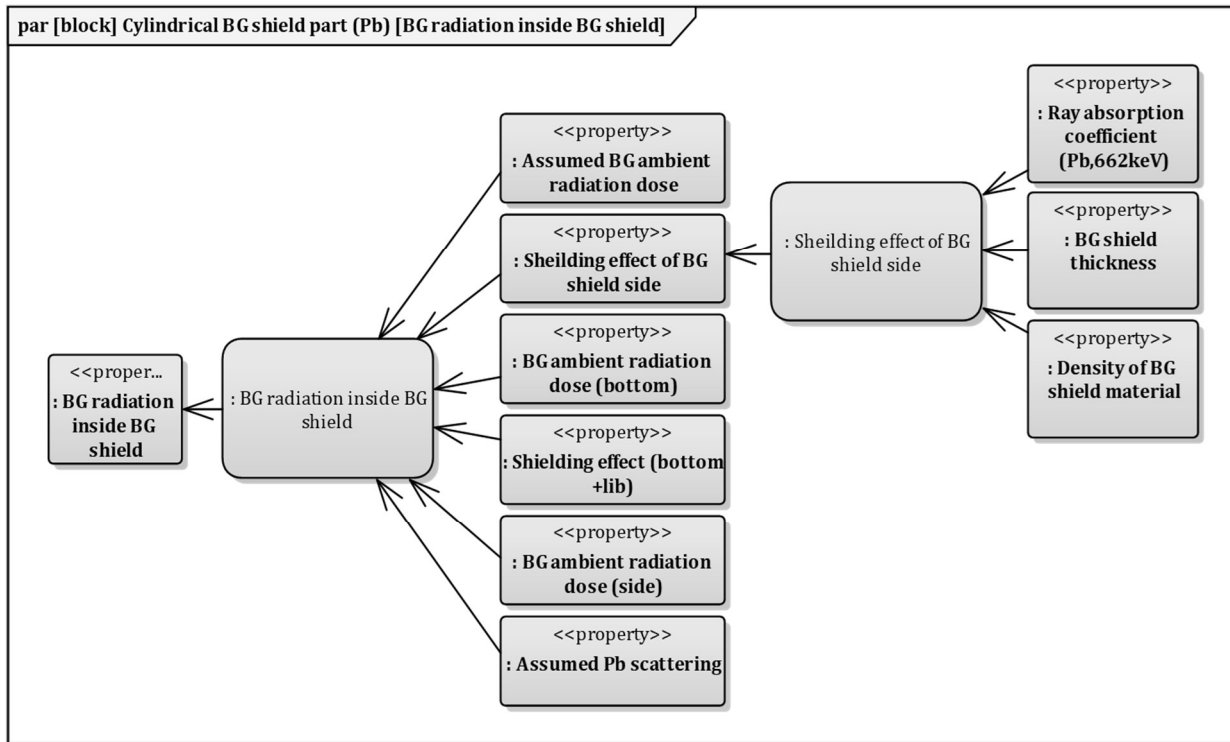 par [block] Cylindrical BG shield part (Pb) [BG radiation inside BG shield]
<<property>>
: Ray absorption
coefficient
(Pb,662keV)
<<property>>
: Assumed BG ambient
radiation dose
<<property>>
: BG shield
thickness
<<property>>
: Sheilding effect of BG
shield side
: Sheilding effect of BG
shield side
<<property>>
: Density of BG
shield material
<<property>>
: BG ambient radiation
dose (bottom)
<<proper...
: BG radiation
inside BG
shield
: BG radiation inside BG
shield
<<property>>
: Shielding effect (bottom
+lib)
<<property>>
: BG ambient radiation
dose (side)
<<property>>
: Assumed Pb scattering